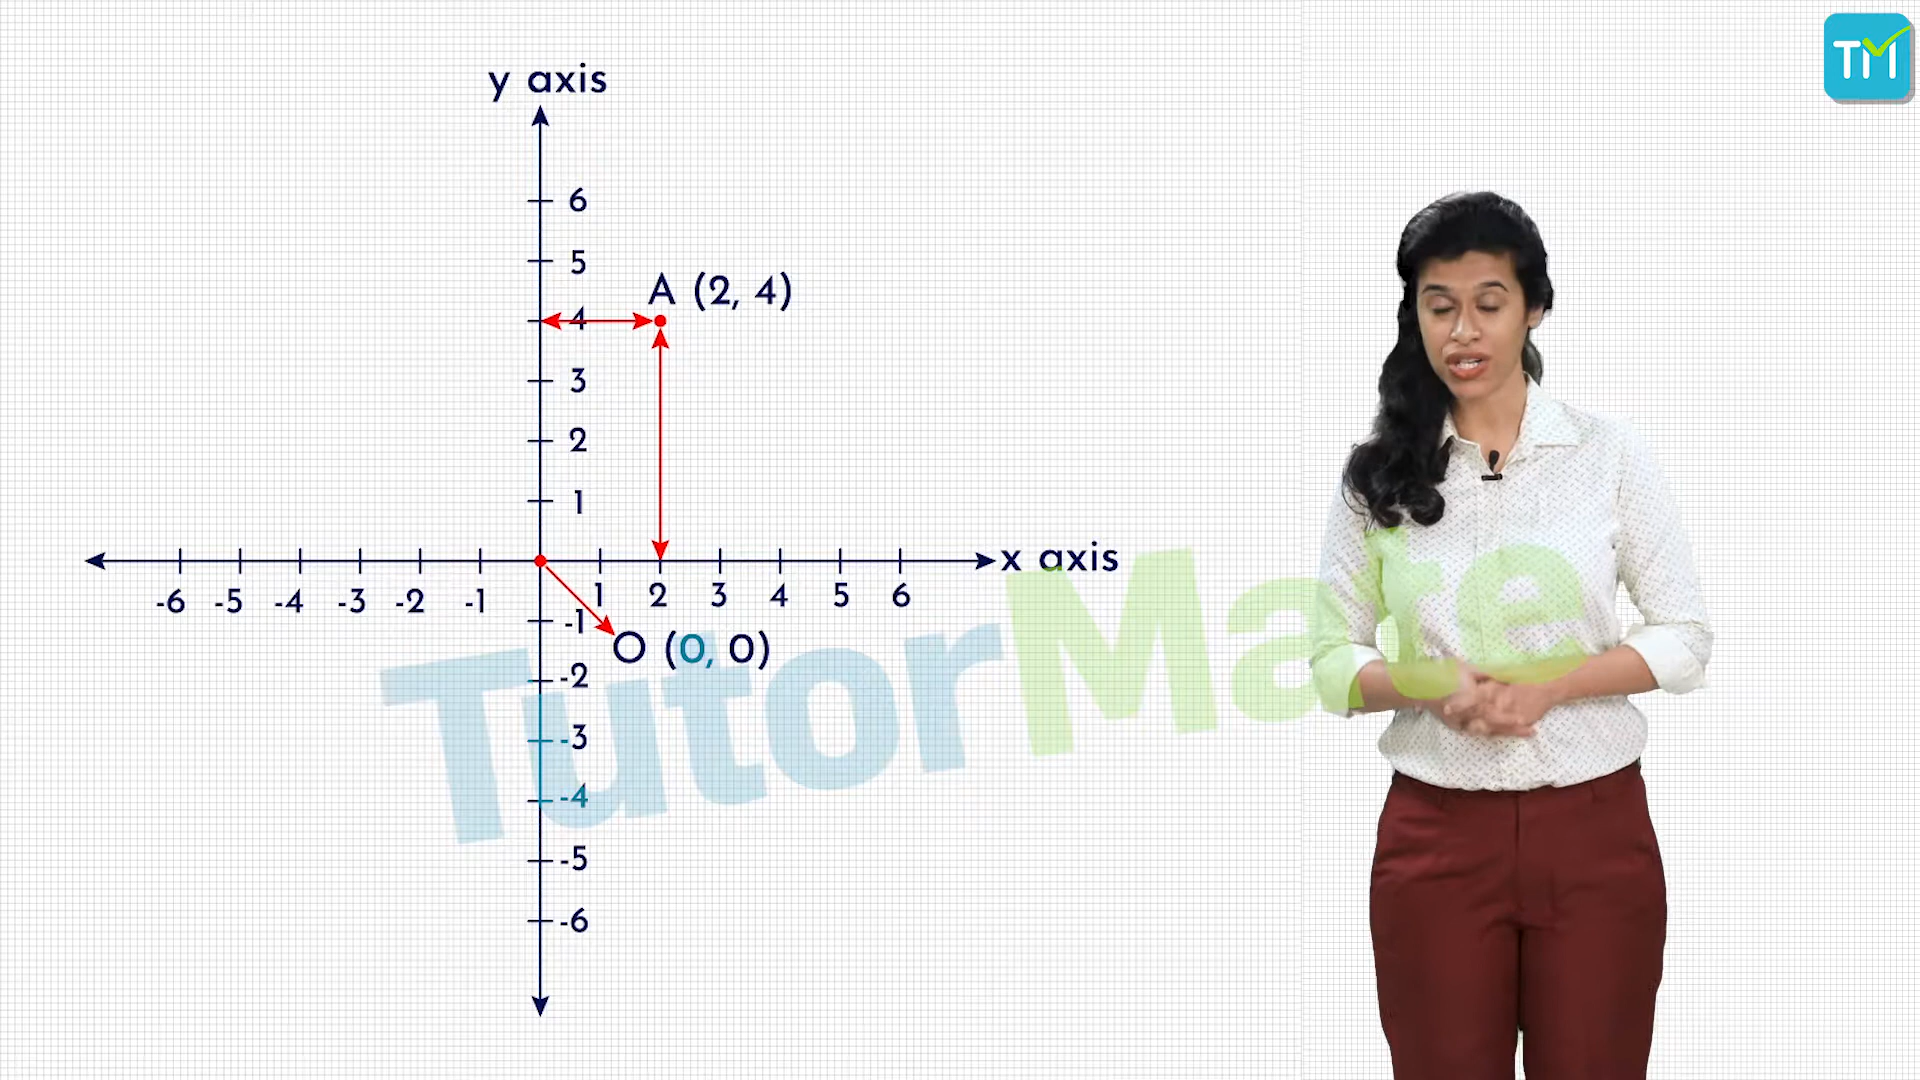 TM
y axis
6
5
A (2, 4)
4
3
2
1
x axis
-6 -5 -4 -3 -2 -1 1 2 3 4 5 6
-1
O (0, 0)
-2
-3
-4
-5
-6
TutorMate